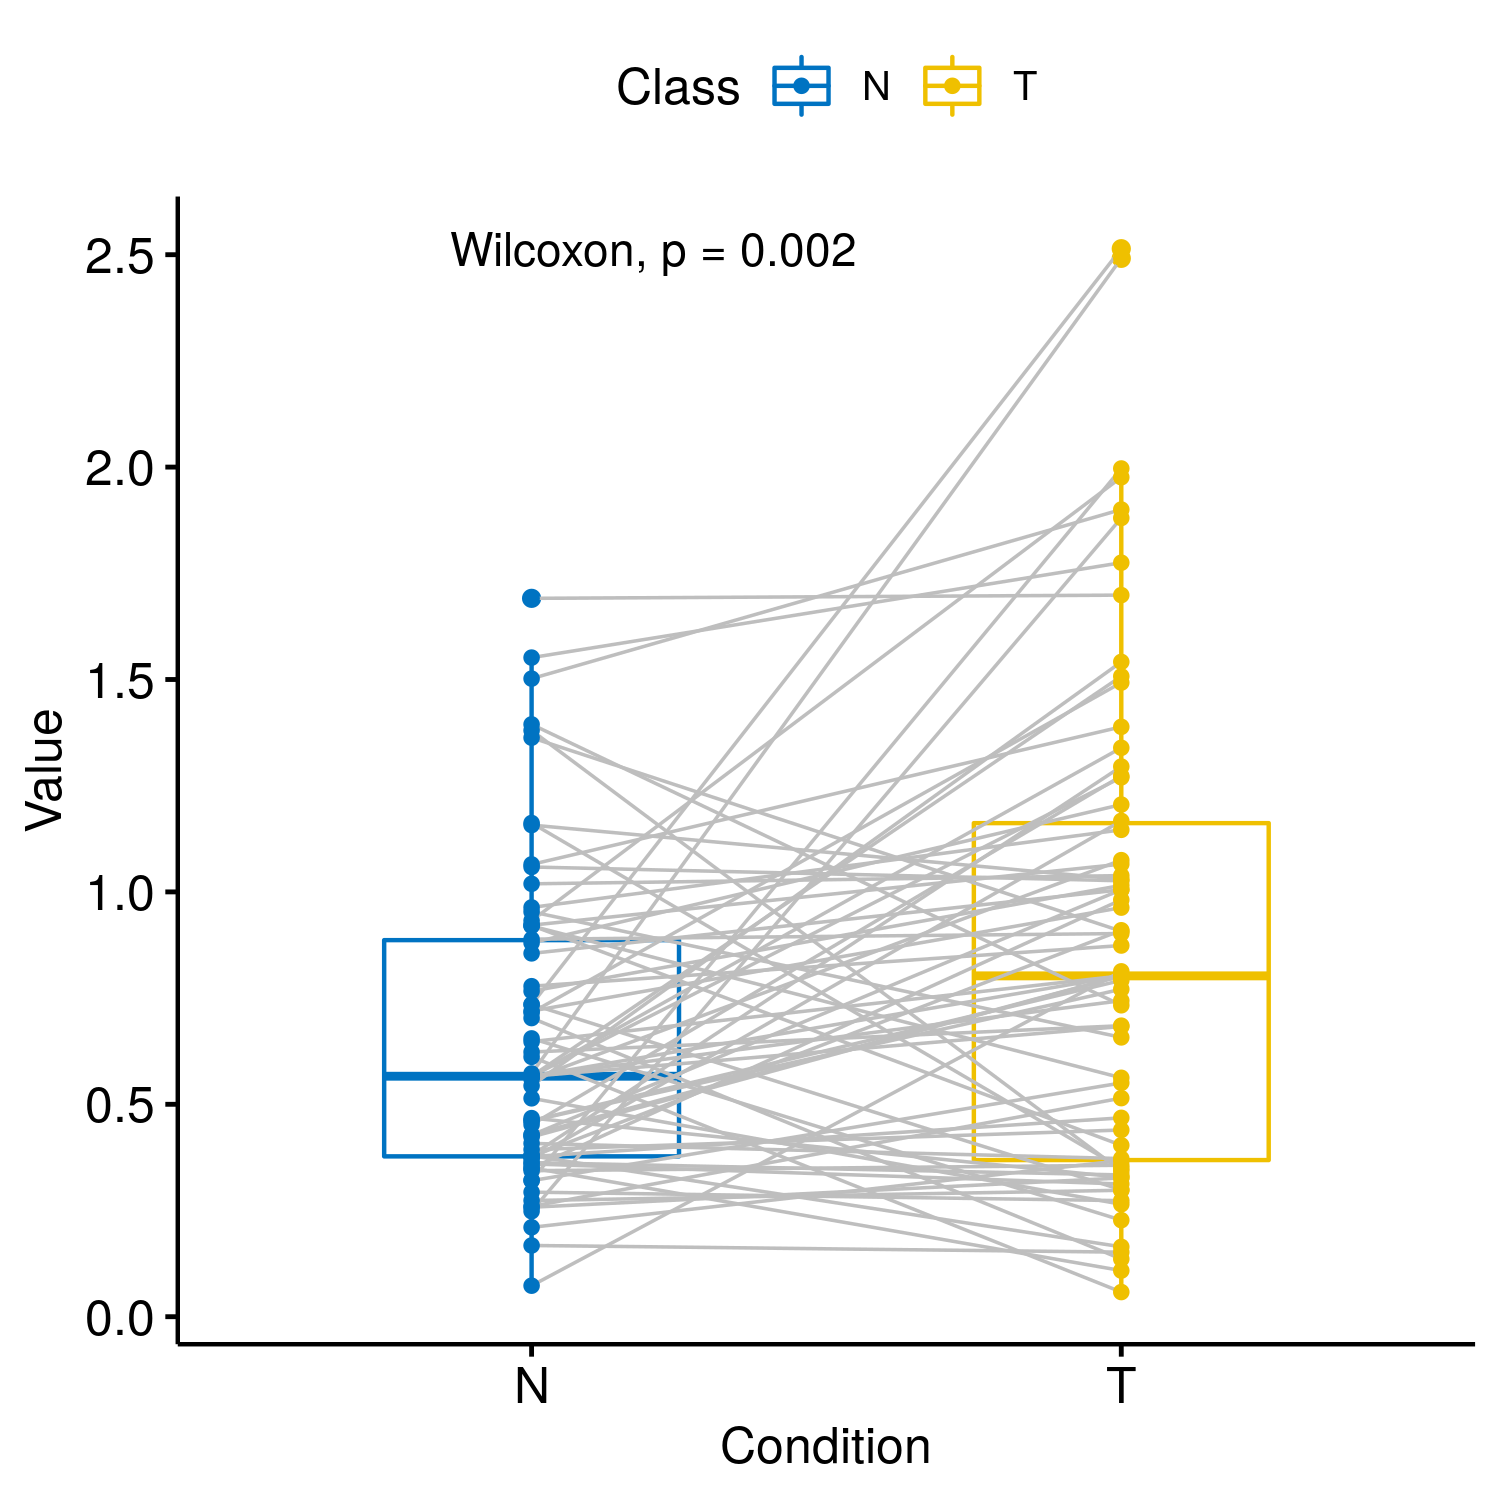 Class N T
Wilcoxon, p = 0.002
2.5
2.0
1.5
1.0
0.5
0.0
Value
N T
Condition